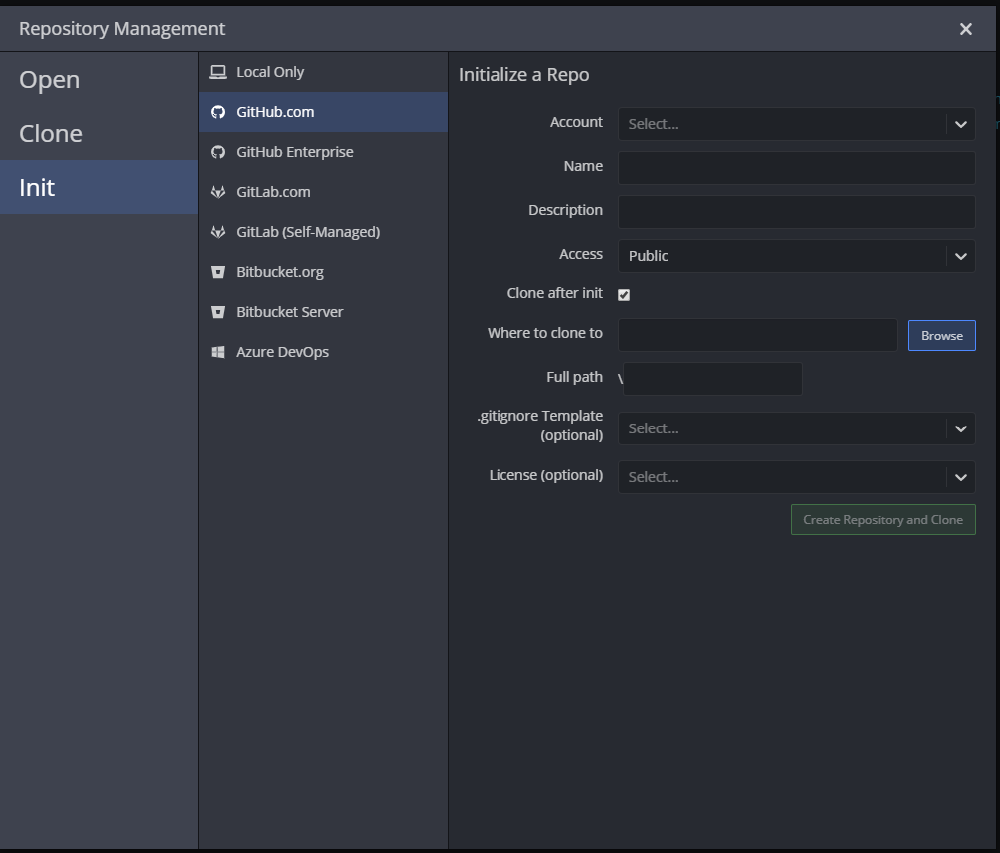 Repository Management
Open
Clone
Init
Local Only
GitHub.com
GitHub Enterprise
GitLab.com
GitLab (Self-Managed)
Bitbucket.org
Bitbucket Server
Azure DevOps
Initialize a Repo
Account Select...
Name
Description
Access Public
Clone after init
Where to clone to Browse
Full path \
.gitignore Template
(optional) Select...
License (optional) Select...
Create Repository and Clone